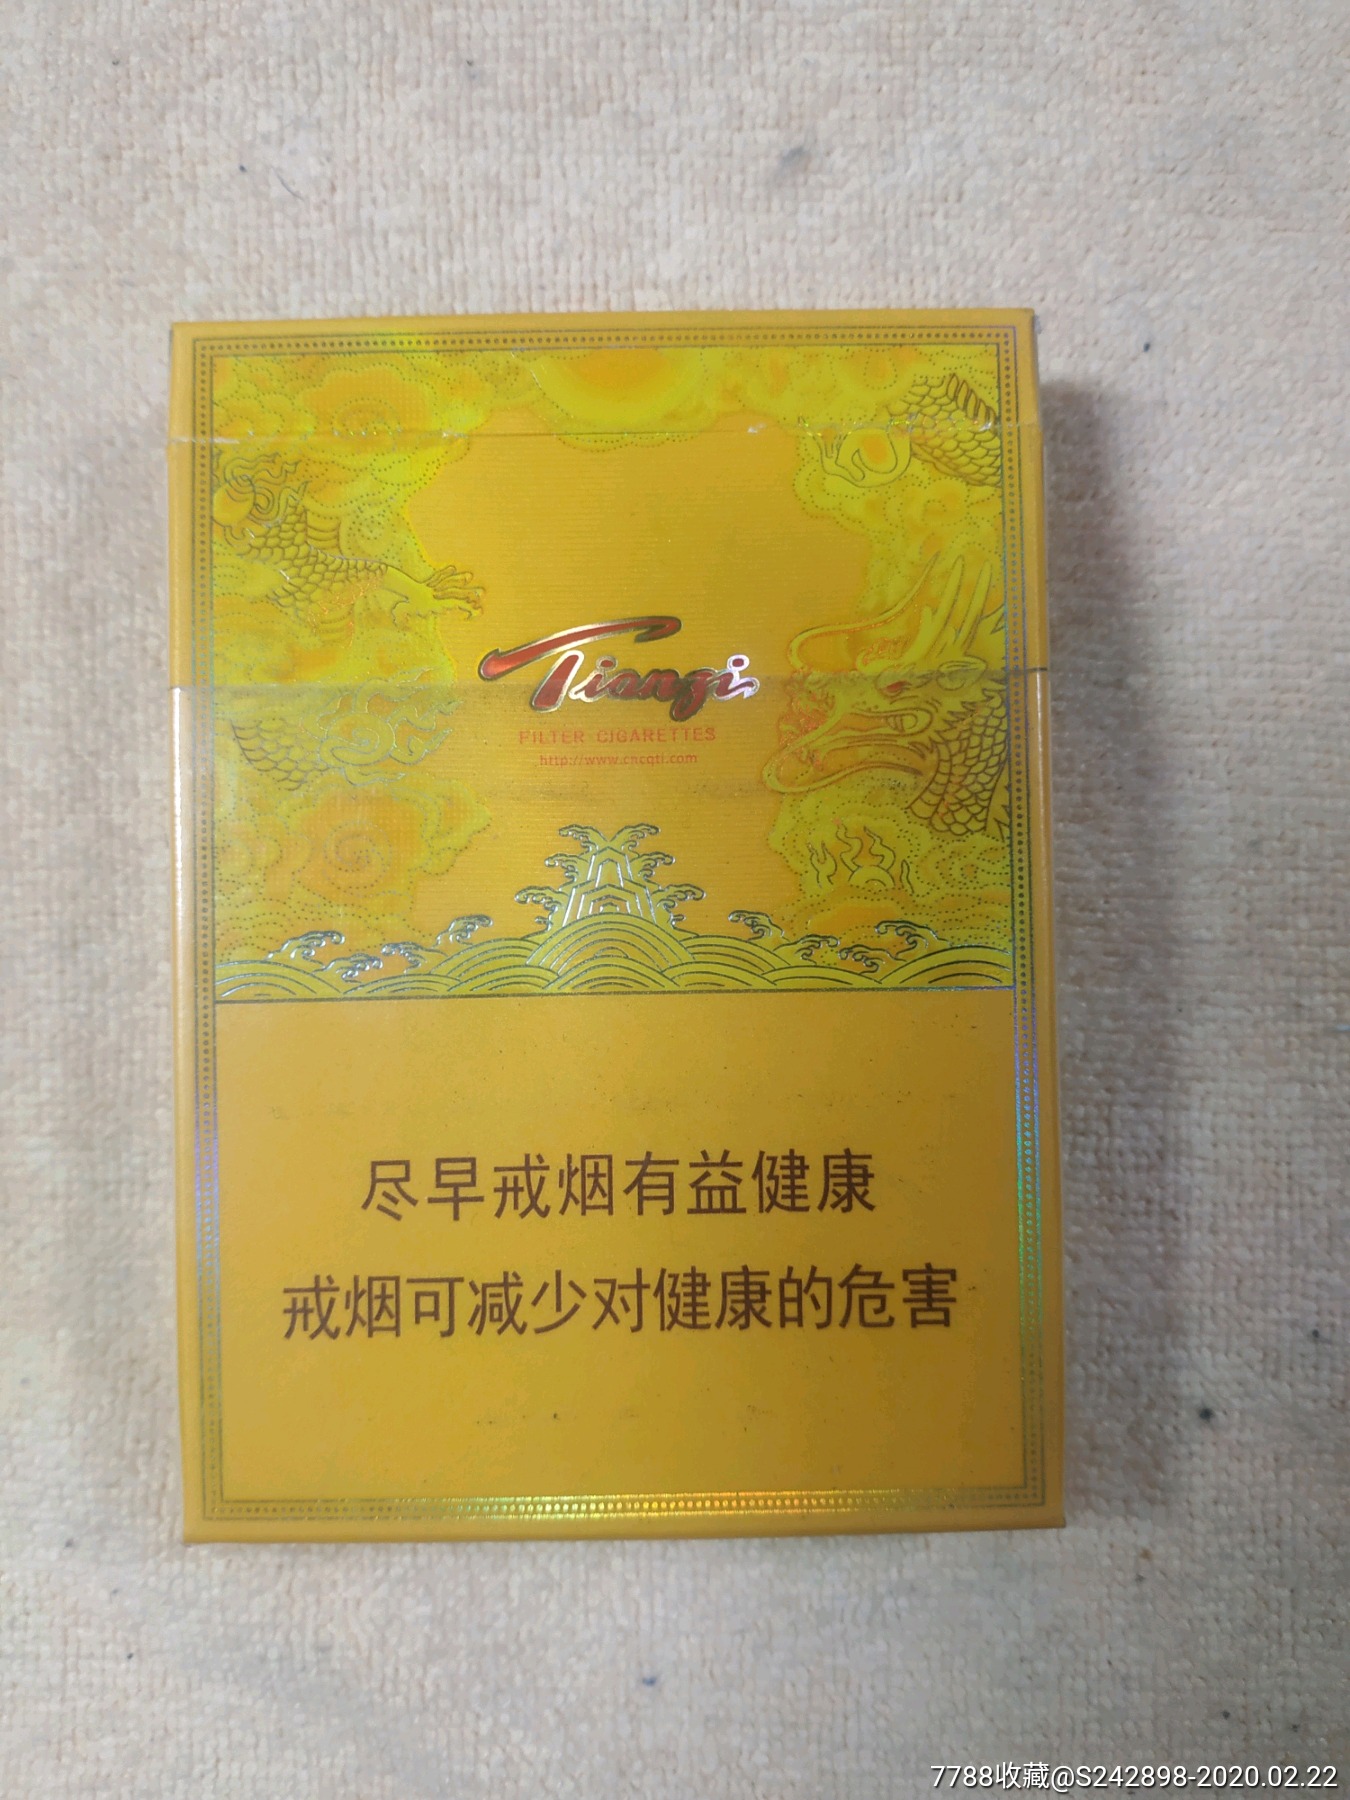 Tianzi
FILTER CIGARETTES
http://www.cncqti.com
尽早戒烟有益健康
戒烟可减少对健康的危害
7788收藏@S242898-2020.02.22